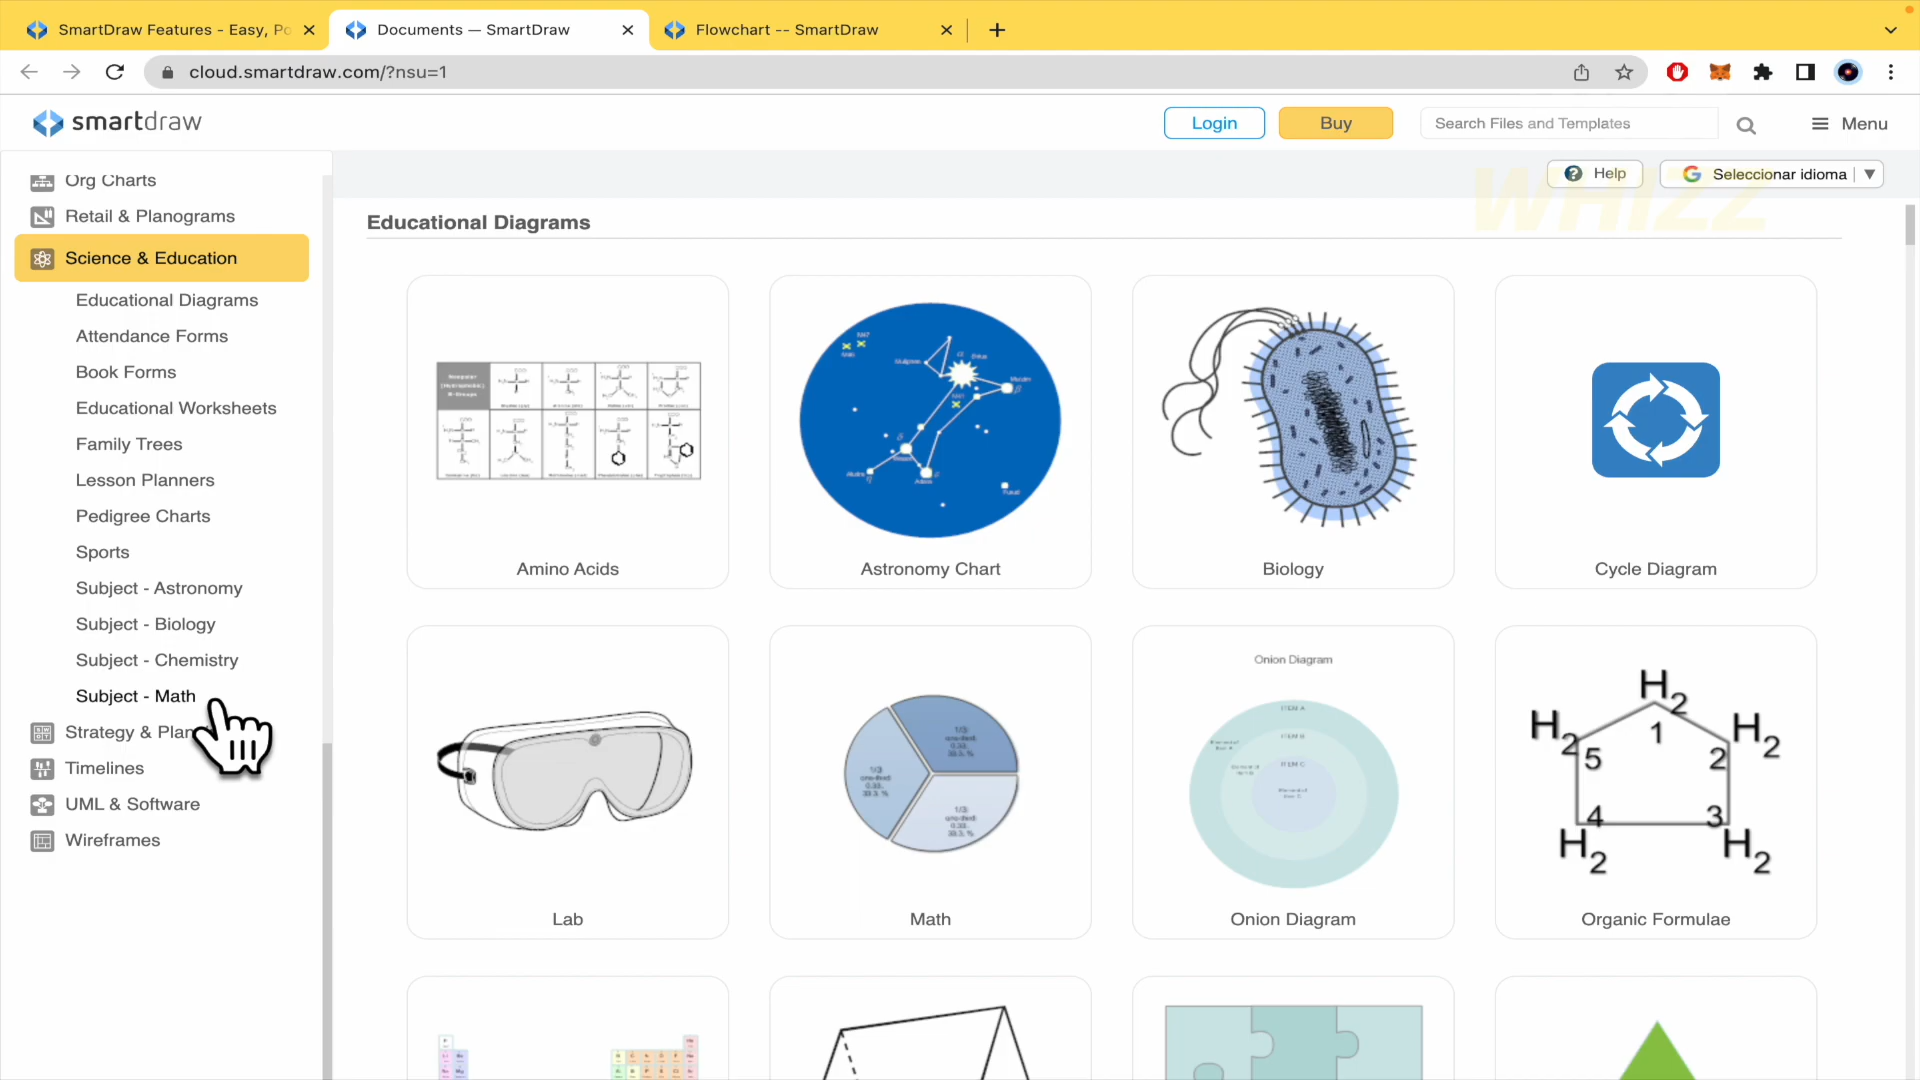 SmartDraw Features - Easy, Po
Documents — SmartDraw
Flowchart -- SmartDraw
cloud.smartdraw.com/?nsu=1
smartdraw
Login
Buy
Search Files and Templates
Menu
Help
Seleccionar idioma
WHIZZ
Org Charts
Retail & Planograms
Science & Education
Educational Diagrams
Attendance Forms
Book Forms
Educational Worksheets
Family Trees
Lesson Planners
Pedigree Charts
Sports
Subject - Astronomy
Subject - Biology
Subject - Chemistry
Subject - Math
Strategy & Plan
Timelines
UML & Software
Wireframes
Educational Diagrams
Amino Acids
Astronomy Chart
Biology
Cycle Diagram
Lab
Math
Onion Diagram
ITEM A
ITEM B
ITEM C
Onion Diagram
H2
H2 1 H2
5 2
4 3
H2 H2
Organic Formulae